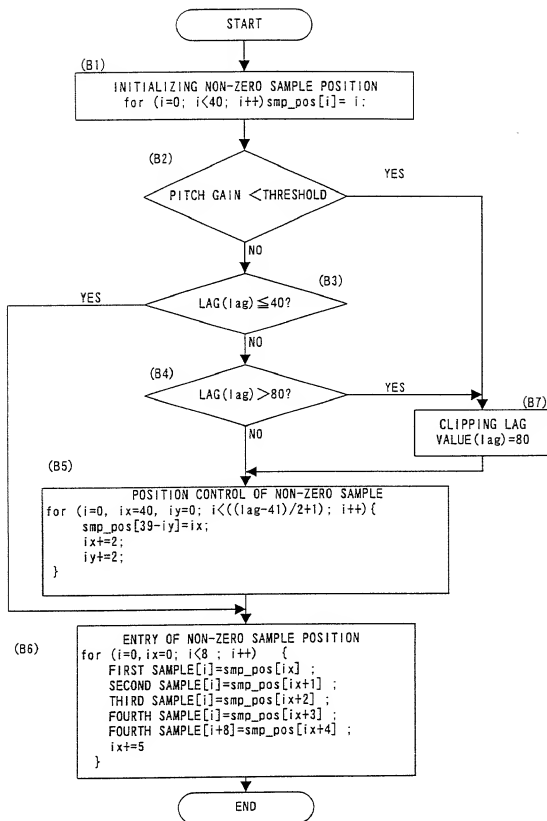 START
(B1)
INITIALIZING NON-ZERO SAMPLE POSITION
for (i=0; i<40; i++)smp_pos[i]= i;
(B2)
YES
PITCH GAIN <THRESHOLD
NO
(B3)
YES
LAG(lag)≦40?
NO
(B4)
LAG(lag)>80?
YES
(B7)
NO
CLIPPING LAG
VALUE(lag)=80
(B5)
POSITION CONTROL OF NON-ZERO SAMPLE
for (i=0, ix=40, iy=0; i<((lag-41)/2+1); i++){
smp_pos[39-iy]=ix;
ix+=2;
iy+=2;
}
(B6)
ENTRY OF NON-ZERO SAMPLE POSITION
for (i=0,ix=0; i<8 ; i++) {
FIRST SAMPLE[i]=smp_pos[ix] ;
SECOND SAMPLE[i]=smp_pos[ix+1] ;
THIRD SAMPLE[i]=smp_pos[ix+2] ;
FOURTH SAMPLE[i]=smp_pos[ix+3] ;
FOURTH SAMPLE[i+8]=smp_pos[ix+4] ;
ix+=5
}
END